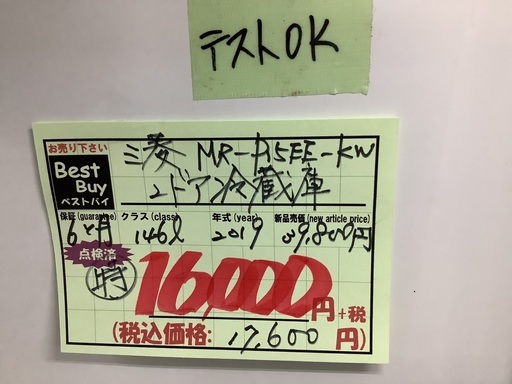 テストOK
お売り下さい
三菱 MR-P15EE-KW
Best Buy
ベストバイ
2ドア冷蔵庫
保証(guarantee) クラス(class) 年式(year) 新品売価(new article price)
6ヶ月 146ℓ 2019 39,800円
点検済
特
16,000円+税
(税込価格: 17,600円)